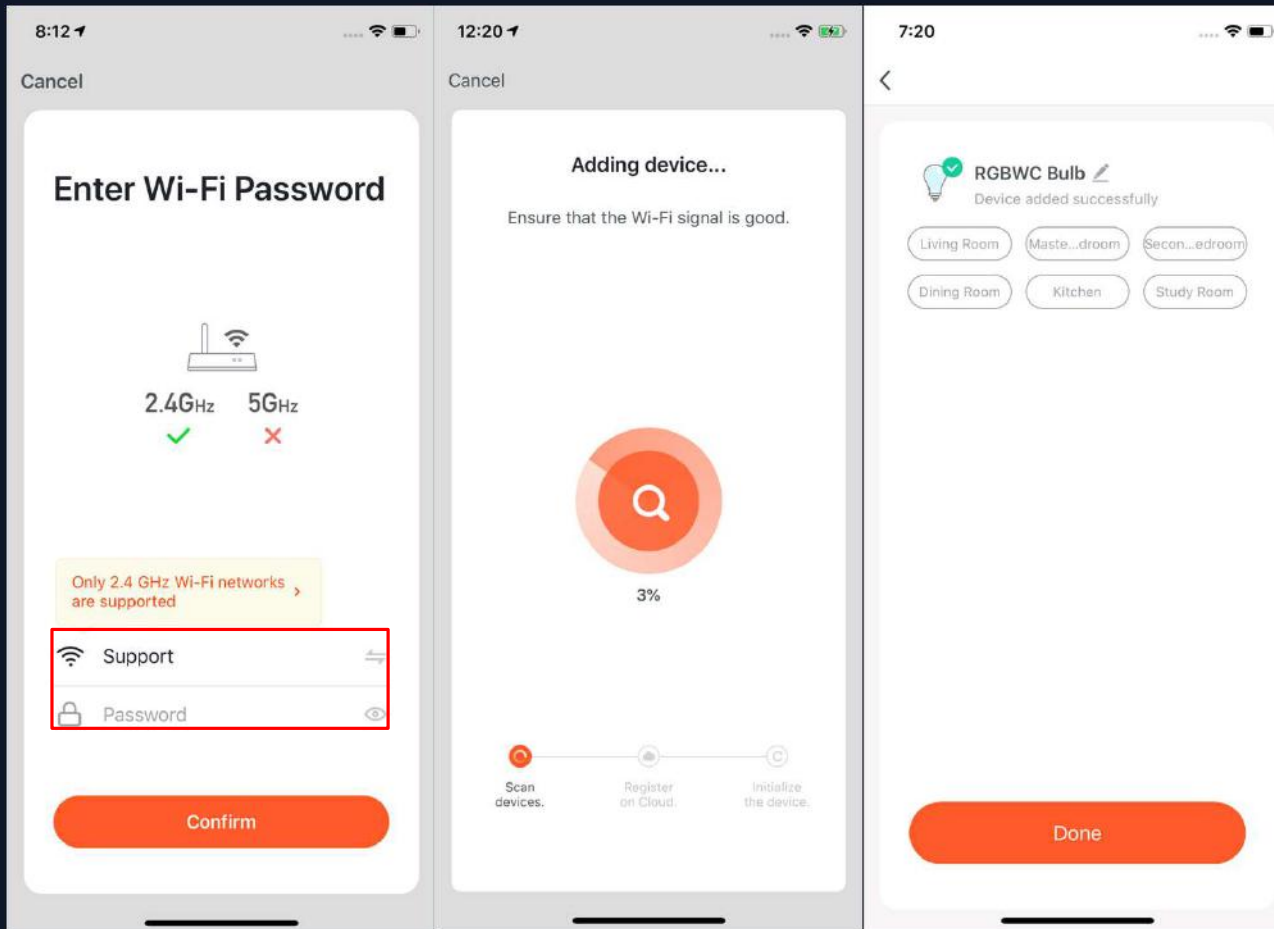 8:12
Cancel
Enter Wi-Fi Password
2.4GHz 5GHz
Only 2.4 GHz Wi-Fi networks
are supported
Support
Password
Confirm
12:20
Cancel
Adding device...
Ensure that the Wi-Fi signal is good.
3%
Scan
devices.
Register
on Cloud.
Initialize
the device.
7:20
RGBWC Bulb
Device added successfully
Living Room Maste...droom Secon...edroom
Dining Room Kitchen Study Room
Done